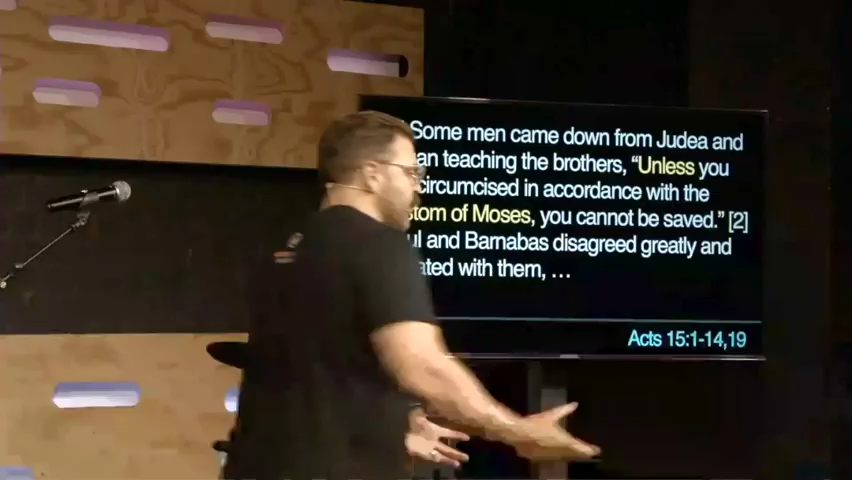 Some men came down from Judea and
teaching the brothers, “Unless you
circumcised in accordance with the
of Moses, you cannot be saved.” [2]
and Barnabas disagreed greatly and
with them, …
Acts 15:1-14,19